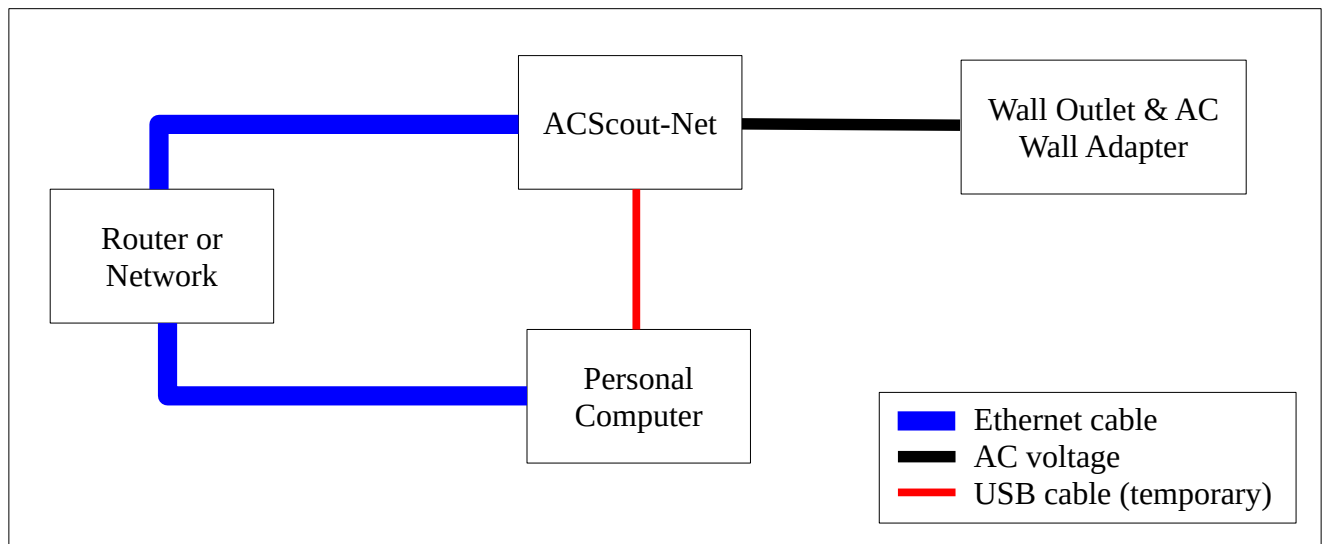 ACScout-Net
Wall Outlet & AC
Wall Adapter
Router or
Network
Personal
Computer
Ethernet cable
AC voltage
USB cable (temporary)